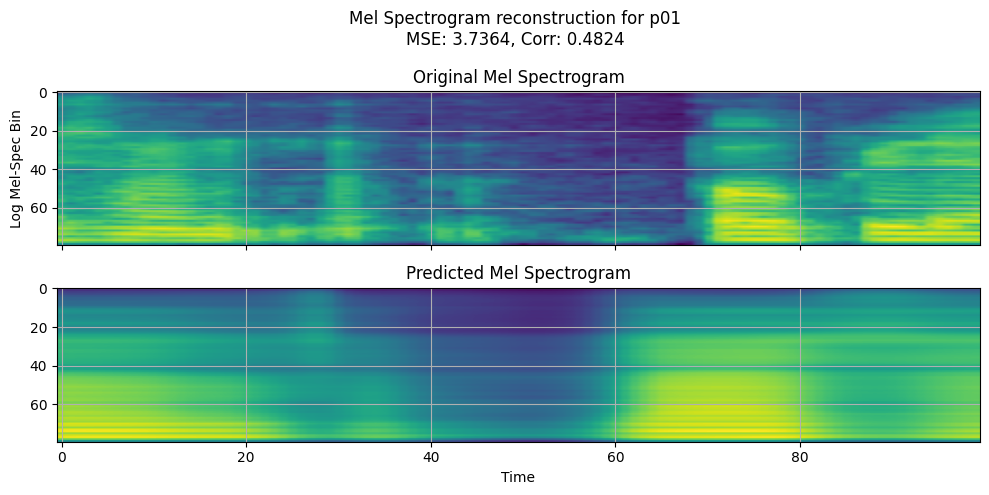 Mel Spectrogram reconstruction for p01
MSE: 3.7364, Corr: 0.4824
Original Mel Spectrogram
0
20
40
60
Log Mel-Spec Bin
Predicted Mel Spectrogram
0
20
40
60
0 20 40 60 80
Time